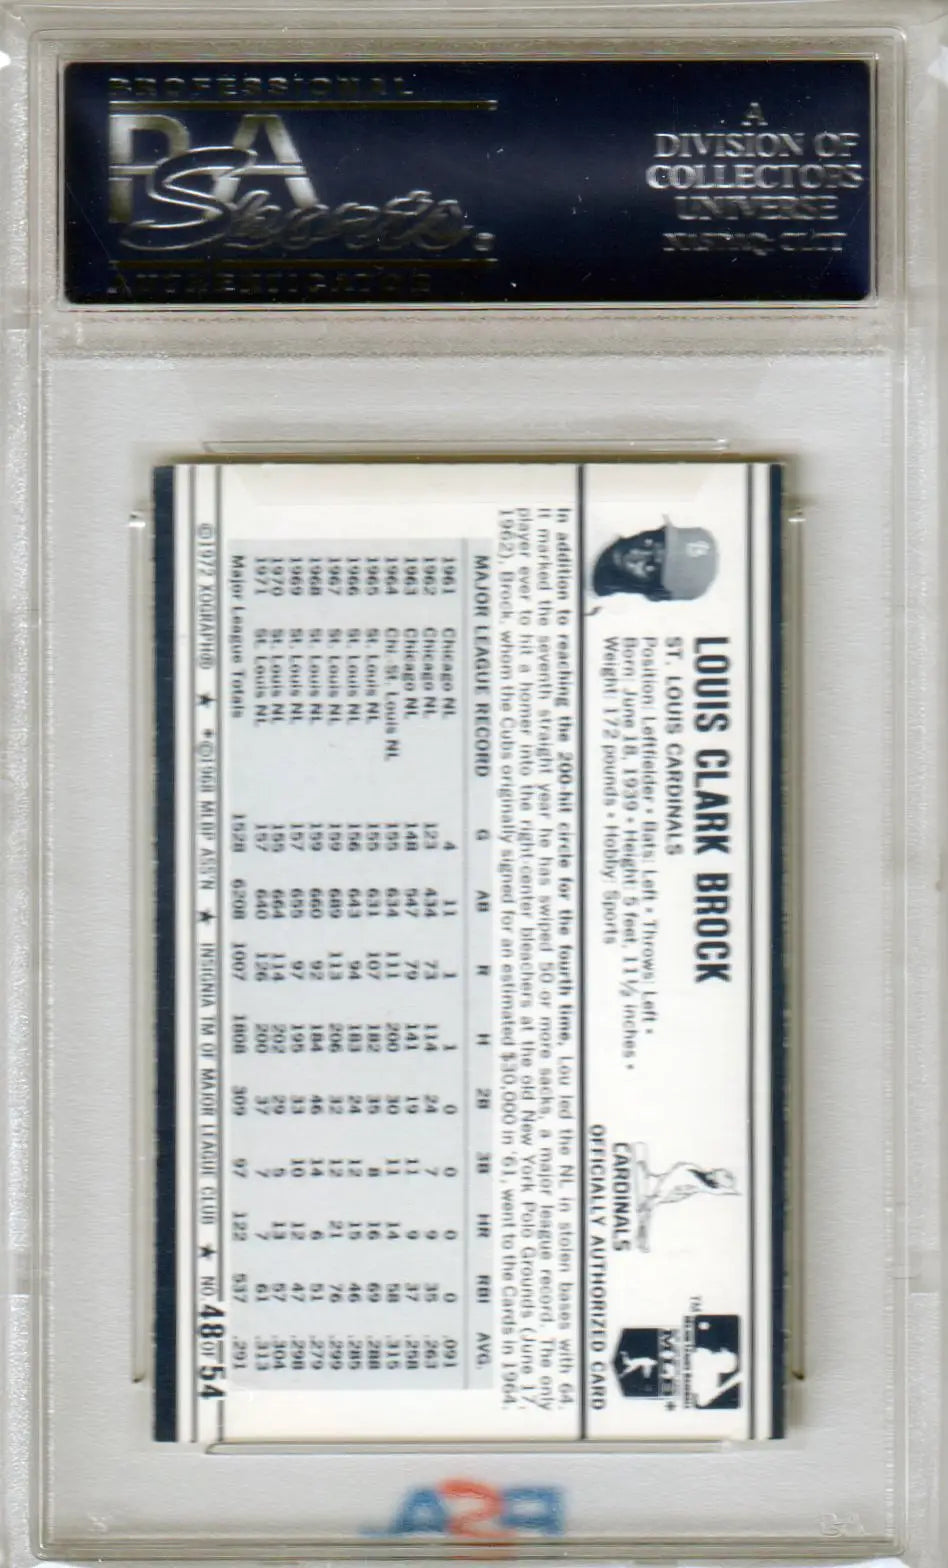 PROFESSIONAL
PSA
Sports
AUTHENTICATOR
A
DIVISION OF
COLLECTORS
UNIVERSE
NASDAQ: CLCT
LOUIS CLARK BROCK
ST. LOUIS CARDINALS
Position: Leftfielder • Bats: Left • Throws: Left •
Born: June 18, 1939 • Height: 5 feet, 11½ inches •
Weight: 172 pounds • Hobby: Sports
CARDINALS
OFFICIALLY AUTHORIZED CARD
TM
In addition to reaching the 200-hit circle for the fourth time, Lou led the NL in stolen bases with 64.
It marked the seventh straight year he has swiped 50 or more sacks, a major league record. The only
player ever to hit a homer into the right-center bleachers at the old New York Polo Grounds (June 17,
1962), Brock, whom the Cubs originally signed for an estimated $30,000 in '61, went to the Cards in 1964.
MAJOR LEAGUE RECORD G AB R H 2B 3B HR RBI AVG.
1961 Chicago NL 4 11 1 1 0 0 0 0 .091
1962 Chicago NL 123 434 73 114 24 7 9 35 .263
1963 Chicago NL 148 547 79 141 19 11 9 37 .258
1964 Chi.-St. Louis NL 155 634 111 200 30 11 14 58 .315
1965 St. Louis NL 155 631 107 182 35 8 16 69 .288
1966 St. Louis NL 156 643 94 183 24 12 15 46 .285
1967 St. Louis NL 159 689 113 206 32 12 21 76 .299
1968 St. Louis NL 159 660 92 184 46 14 6 51 .279
1969 St. Louis NL 157 655 97 195 33 10 12 47 .298
1970 St. Louis NL 155 664 114 202 29 5 13 57 .304
1971 St. Louis NL 157 640 126 200 37 7 7 61 .313
Major League Totals 1528 6208 1007 1808 309 97 122 537 .291
©1972 XOGRAPH® ★ • ©1968 MLBP ASS'N ★ INSIGNIA TM OF MAJOR LEAGUE CLUB ★ NO. 48 OF 54
PSA